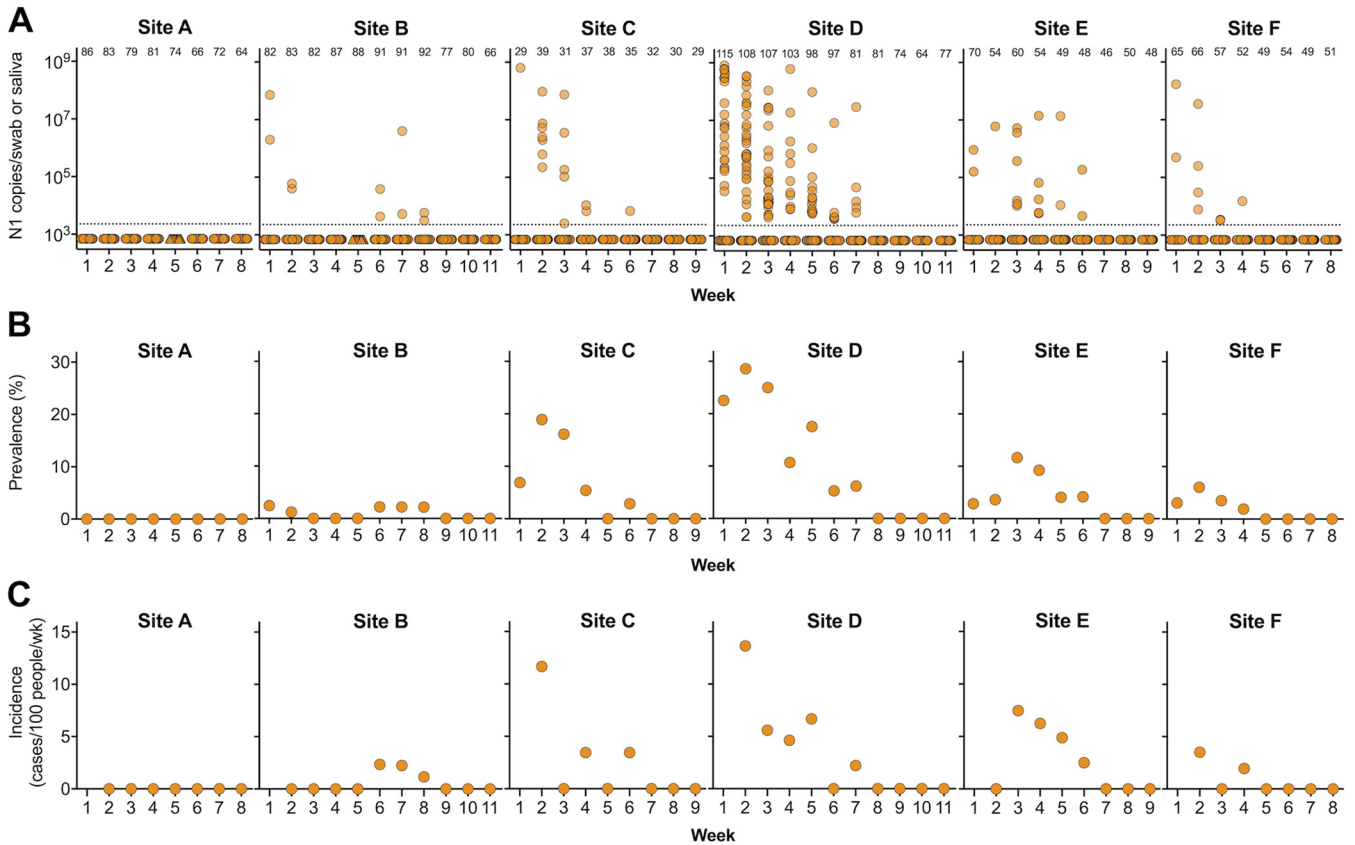 A
Site A
Site B
Site C
Site D
Site E
Site F
86 83 79 81 74 66 72 64
82 83 82 87 88 91 91 92 77 80 66
29 39 31 37 38 35 32 30 29
115 108 107 103 98 97 81 81 74 64 77
70 54 60 54 49 48 46 50 48
65 66 57 52 49 54 49 51
N1 copies/swab or saliva
10⁹
10⁷
10⁵
10³
1 2 3 4 5 6 7 8
1 2 3 4 5 6 7 8 9 10 11
1 2 3 4 5 6 7 8 9
1 2 3 4 5 6 7 8 9 10 11
1 2 3 4 5 6 7 8 9
1 2 3 4 5 6 7 8
Week
B
Site A
Site B
Site C
Site D
Site E
Site F
Prevalence (%)
30
20
10
0
1 2 3 4 5 6 7 8
1 2 3 4 5 6 7 8 9 10 11
1 2 3 4 5 6 7 8 9
1 2 3 4 5 6 7 8 9 10 11
1 2 3 4 5 6 7 8 9
1 2 3 4 5 6 7 8
Week
C
Site A
Site B
Site C
Site D
Site E
Site F
Incidence
(cases/100 people/wk)
15
10
5
0
1 2 3 4 5 6 7 8
1 2 3 4 5 6 7 8 9 10 11
1 2 3 4 5 6 7 8 9
1 2 3 4 5 6 7 8 9 10 11
1 2 3 4 5 6 7 8 9
1 2 3 4 5 6 7 8
Week